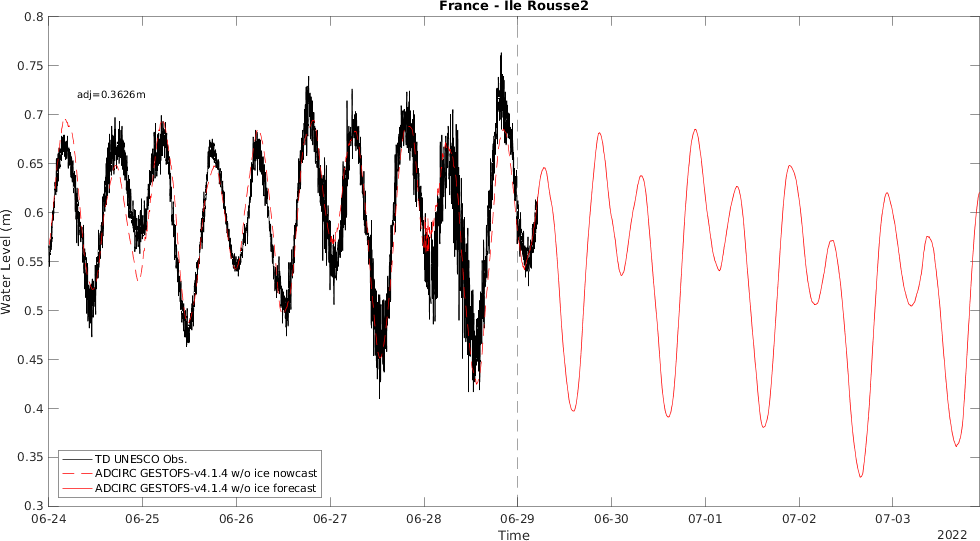 France - Ile Rousse2
0.8
0.75
0.7
0.65
0.6
0.55
0.5
0.45
0.4
0.35
0.3
Water Level (m)
adj=0.3626m
TD UNESCO Obs.
ADCIRC GESTOFS-v4.1.4 w/o ice nowcast
ADCIRC GESTOFS-v4.1.4 w/o ice forecast
06-24 06-25 06-26 06-27 06-28 06-29 06-30 07-01 07-02 07-03
Time
2022